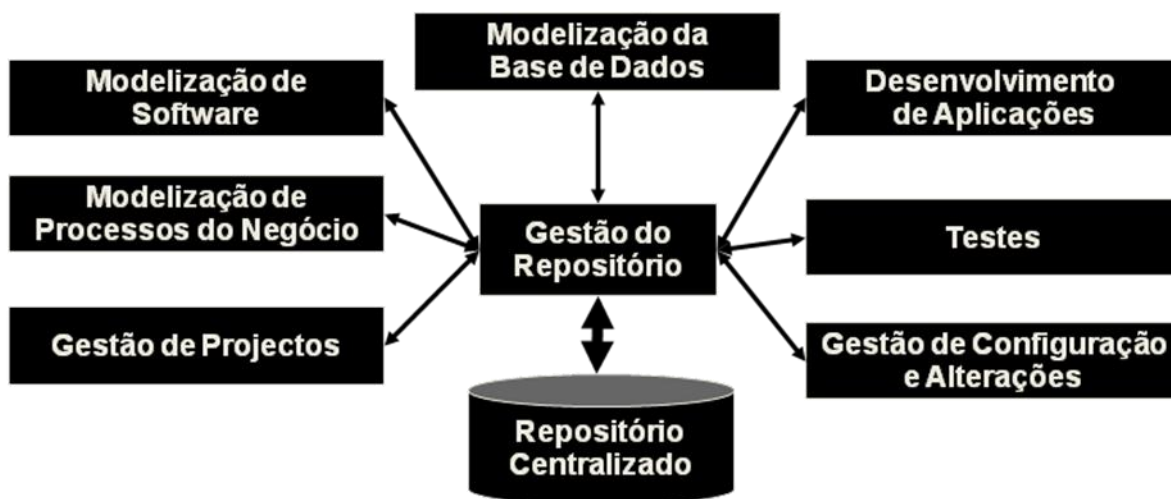 Modelização da
Base de Dados
Modelização de
Software
Desenvolvimento
de Aplicações
Modelização de
Processos do Negócio
Gestão do
Repositório
Testes
Gestão de Projectos
Gestão de Configuração
e Alterações
Repositório
Centralizado